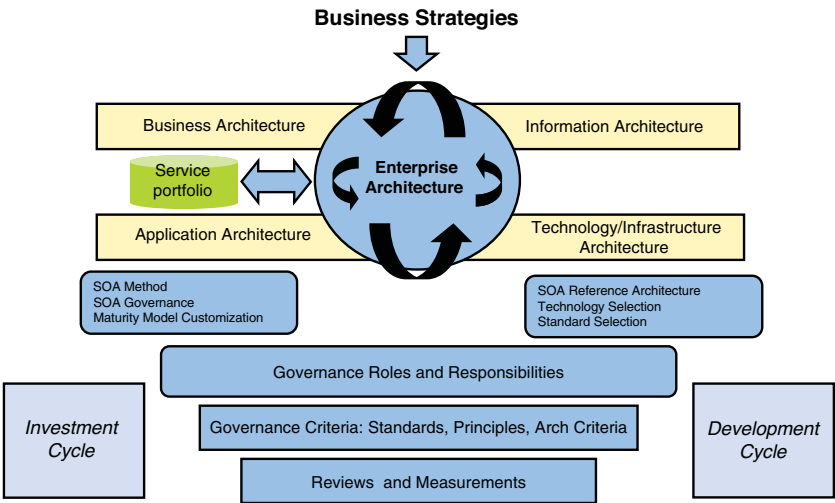 Business Strategies
Business Architecture
Information Architecture
Service
portfolio
Enterprise
Architecture
Application Architecture
Technology/Infrastructure
Architecture
SOA Method
SOA Governance
Maturity Model Customization
SOA Reference Architecture
Technology Selection
Standard Selection
Governance Roles and Responsibilities
Investment
Cycle
Governance Criteria: Standards, Principles, Arch Criteria
Development
Cycle
Reviews and Measurements